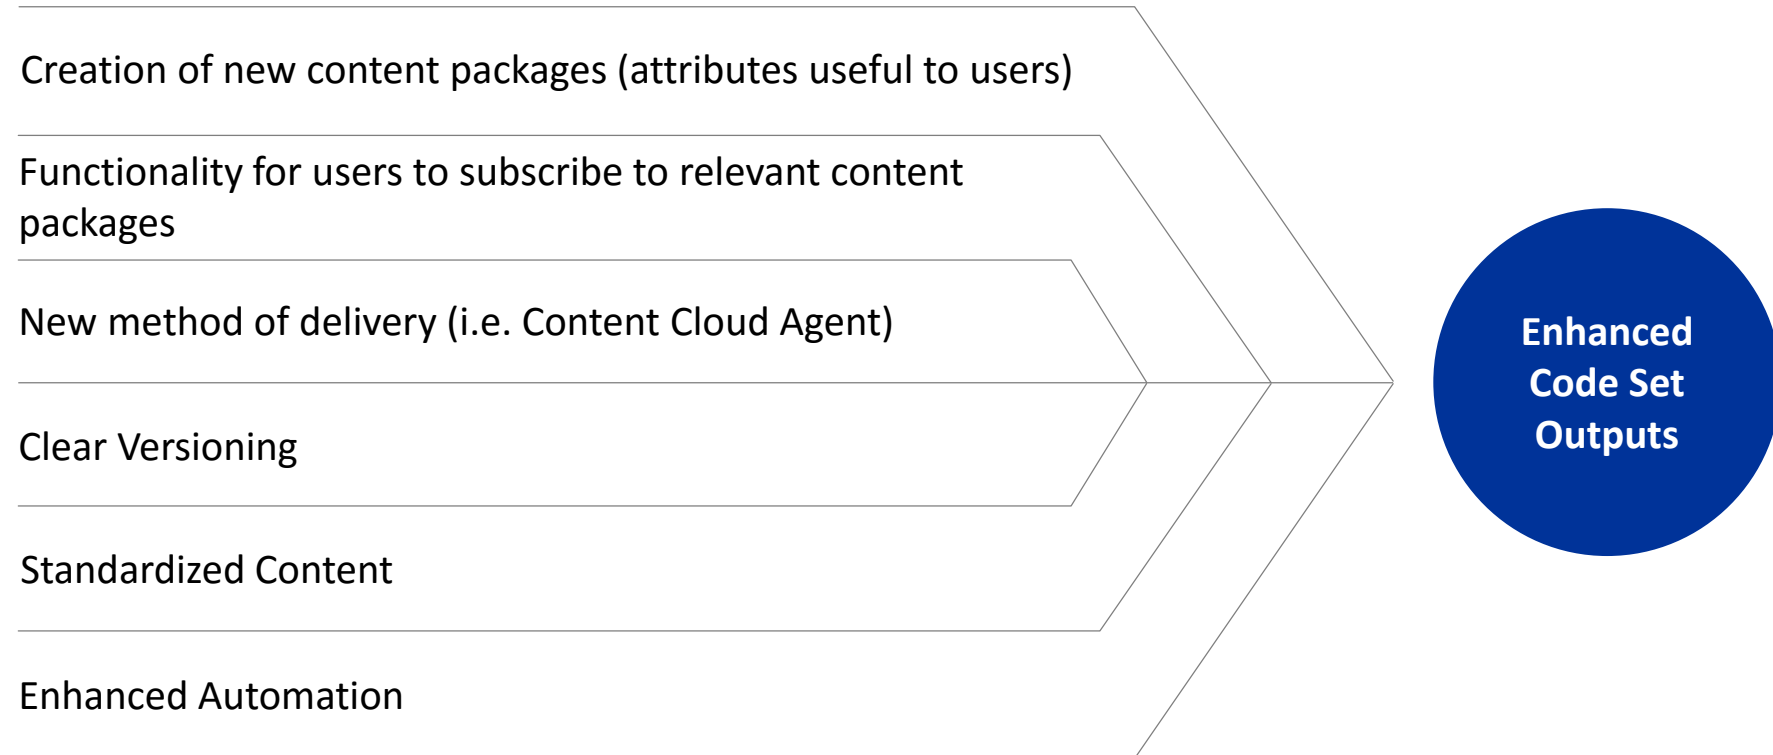 Creation of new content packages (attributes useful to users)
Functionality for users to subscribe to relevant content
packages
New method of delivery (i.e. Content Cloud Agent)
Clear Versioning
Standardized Content
Enhanced Automation
Enhanced
Code Set
Outputs